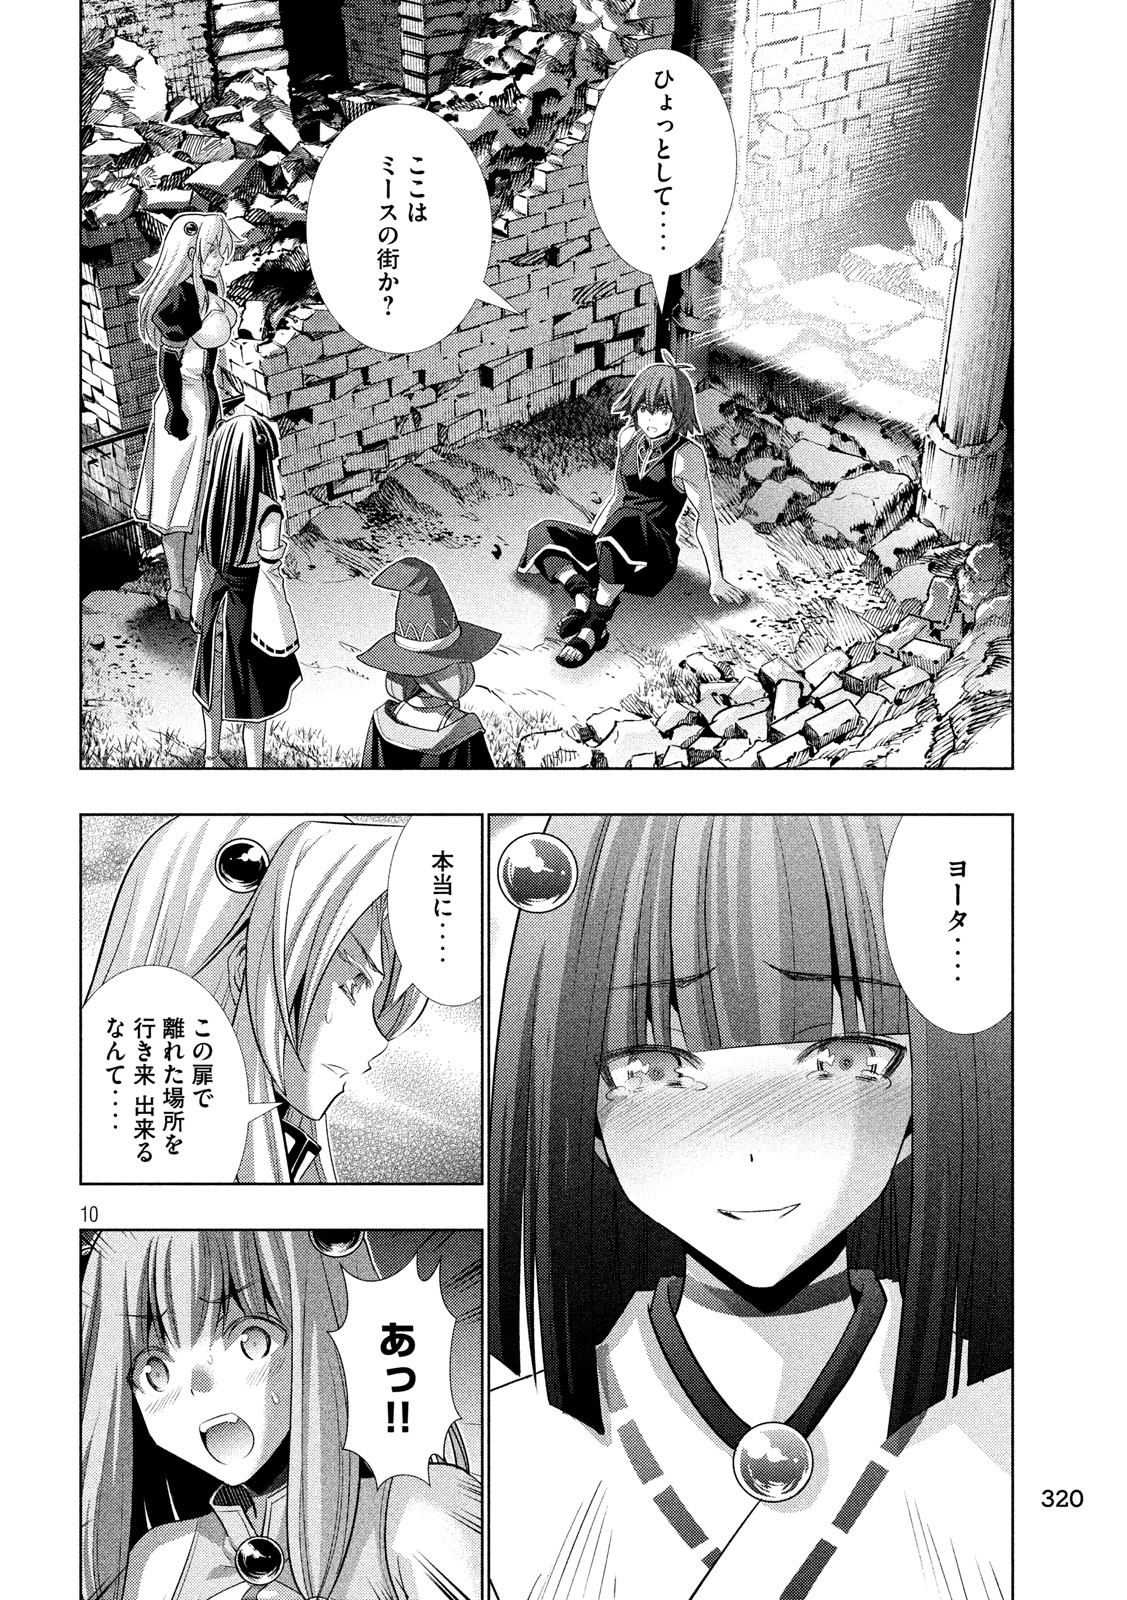 ひょっとして‥‥
ここは
ミースの街か?
ヨータ‥‥
本当に‥‥
この扉で
離れた場所を
行き来 出来る
なんて‥‥
10
あっ!!
320